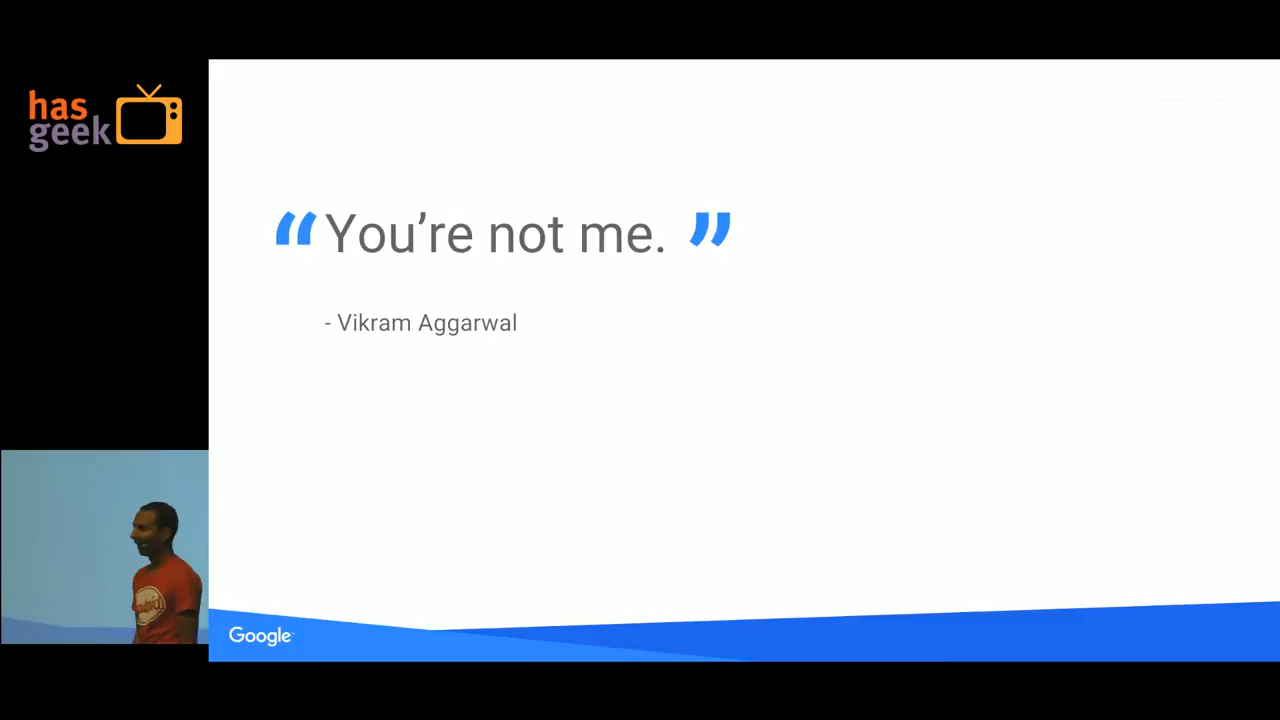 has
geek
“You’re not me.”
- Vikram Aggarwal
Google